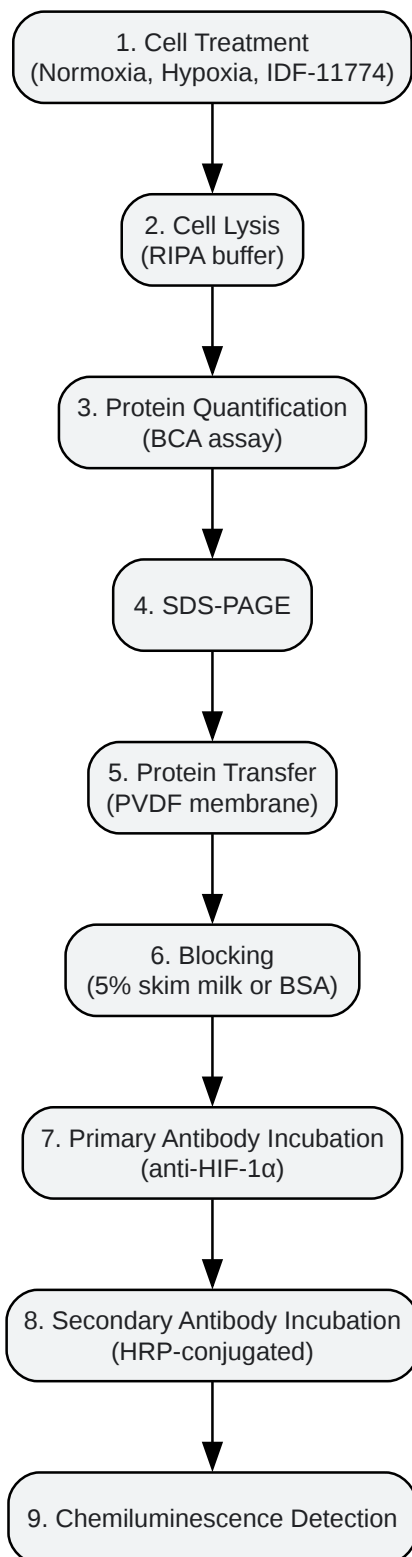 1. Cell Treatment
(Normoxia, Hypoxia, IDF-11774)
2. Cell Lysis
(RIPA buffer)
3. Protein Quantification
(BCA assay)
4. SDS-PAGE
5. Protein Transfer
(PVDF membrane)
6. Blocking
(5% skim milk or BSA)
7. Primary Antibody Incubation
(anti-HIF-1α)
8. Secondary Antibody Incubation
(HRP-conjugated)
9. Chemiluminescence Detection